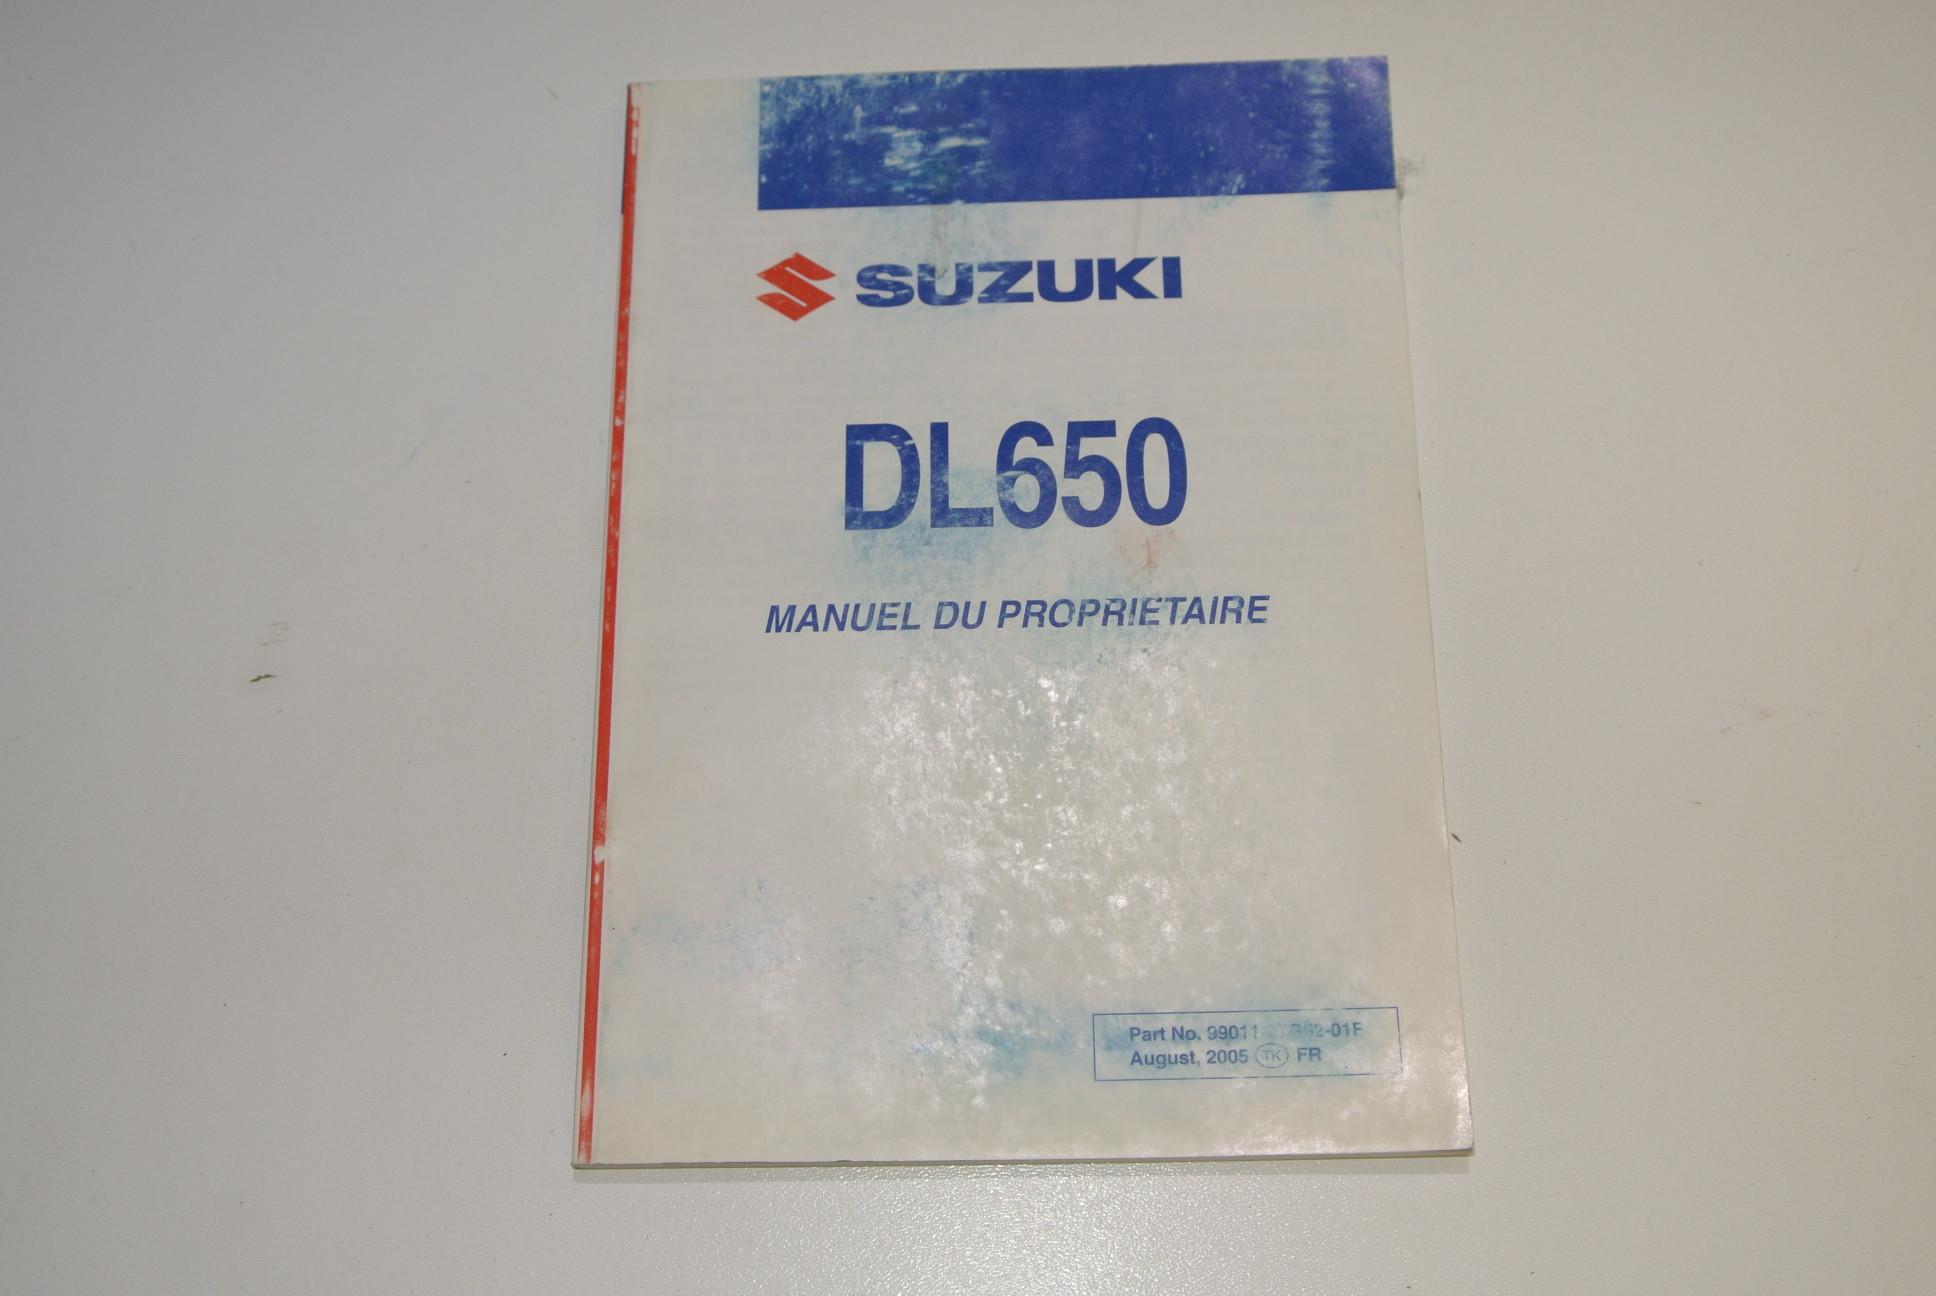 SUZUKI
DL650
MANUEL DU PROPRIETAIRE
Part No.
August, 2005 TK FR